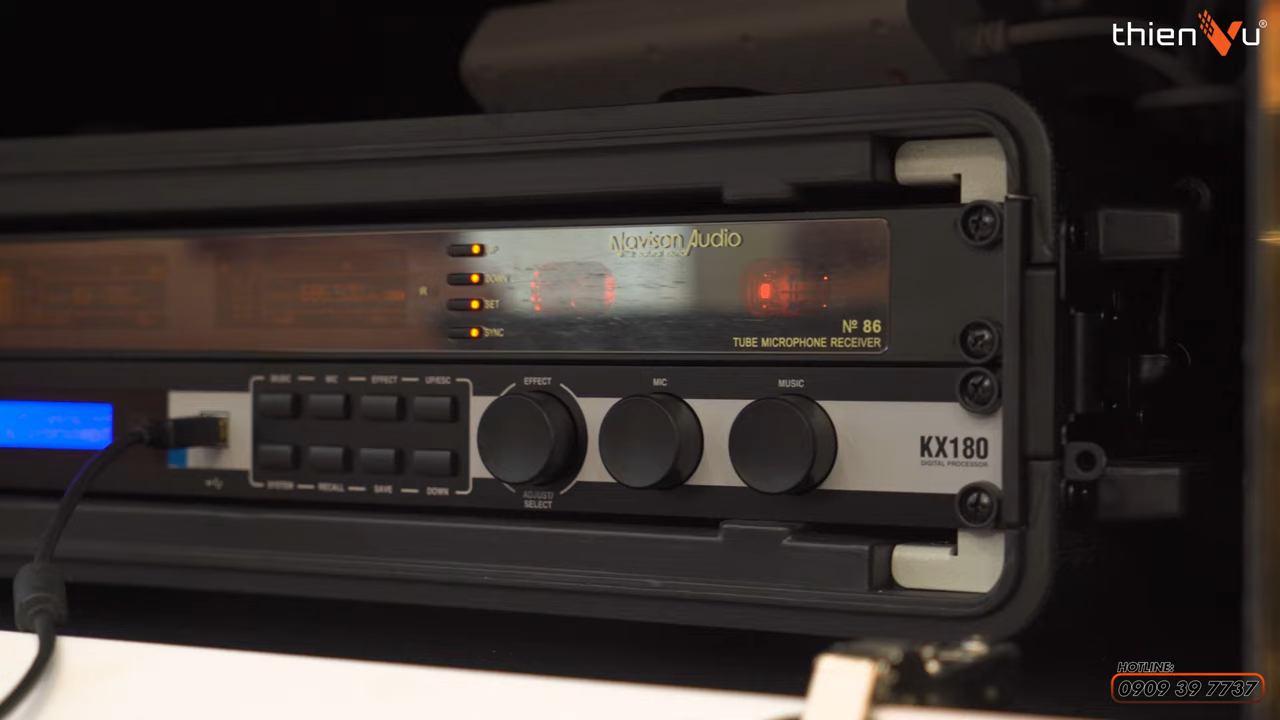 thienVu®
Navison Audio
UP
DOWN
SET
SYNC
IR
Nº 86
TUBE MICROPHONE RECEIVER
MUSIC MIC EFFECT UP/ESC
EFFECT
MIC
MUSIC
SYSTEM RECALL SAVE DOWN
ADJUST/
SELECT
KX180
DIGITAL PROCESSOR
HOTLINE:
0909 39 7737